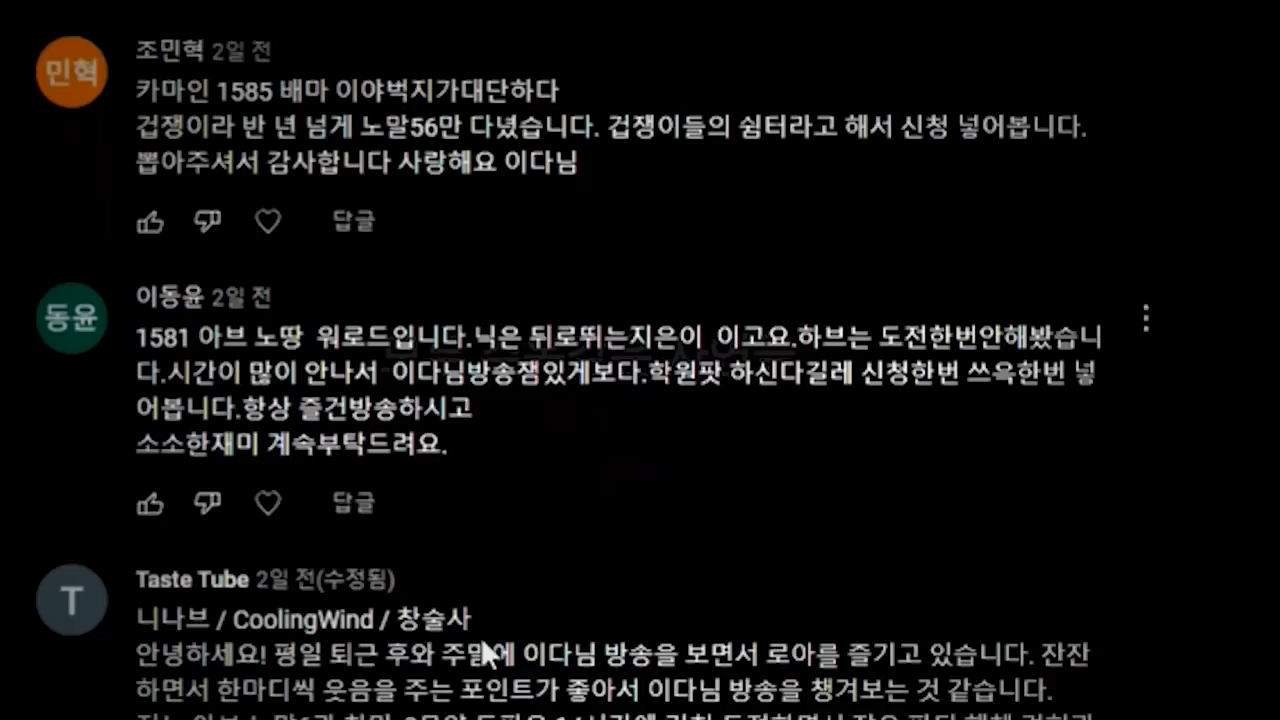 민혁
조민혁 2일 전
카마인 1585 배마 이야벅지가대단하다
겁쟁이라 반 년 넘게 노말56만 다녔습니다. 겁쟁이들의 쉼터라고 해서 신청 넣어봅니다.
뽑아주셔서 감사합니다 사랑해요 이다님
답글
동윤
이동윤 2일 전
1581 아브 노땅 워로드입니다.닉은 뒤로뛰는지은이 이고요.하브는 도전한번안해봤습니
다.시간이 많이 안나서 이다님방송잼있게보다.학원팟 하신다길레 신청한번 쓰윽한번 넣
어봅니다.항상 즐건방송하시고
소소한재미 계속부탁드려요.
답글
T
Taste Tube 2일 전(수정됨)
니나브 / CoolingWind / 창술사
안녕하세요! 평일 퇴근 후와 주말에 이다님 방송을 보면서 로아를 즐기고 있습니다. 잔잔
하면서 한마디씩 웃음을 주는 포인트가 좋아서 이다님 방송을 챙겨보는 것 같습니다.